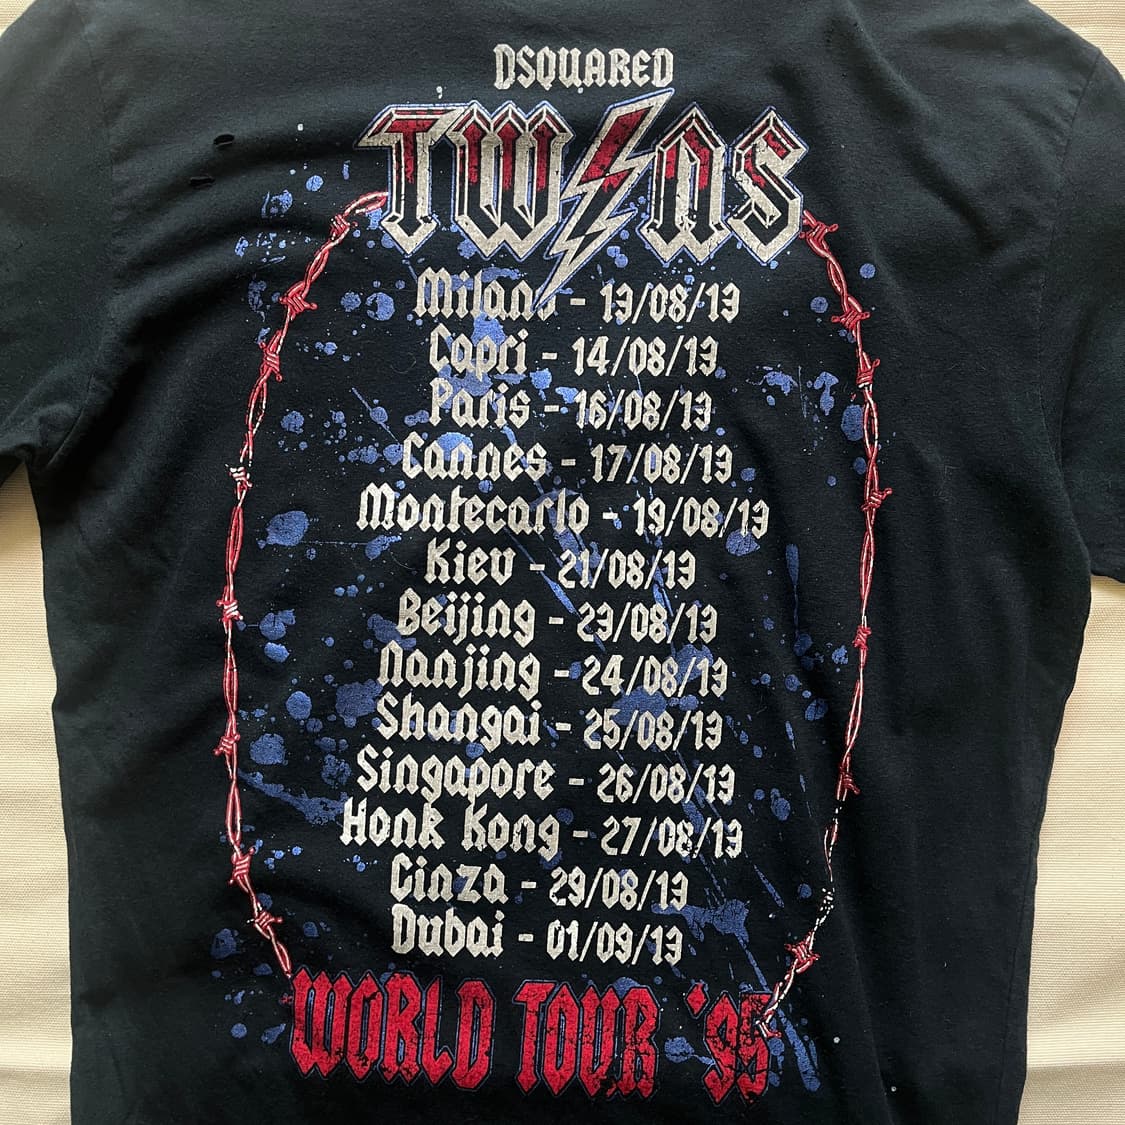 DSQUARED
TWINS
Milano - 13/08/13
Capri - 14/08/13
Paris - 16/08/13
Cannes - 17/08/13
Montecarlo - 19/08/13
Kiev - 21/08/13
Beijing - 23/08/13
Nanjing - 24/08/13
Shangai - 25/08/13
Singapore - 26/08/13
Honk Kong - 27/08/13
Ginza - 29/08/13
Dubai - 01/09/13
WORLD TOUR '95